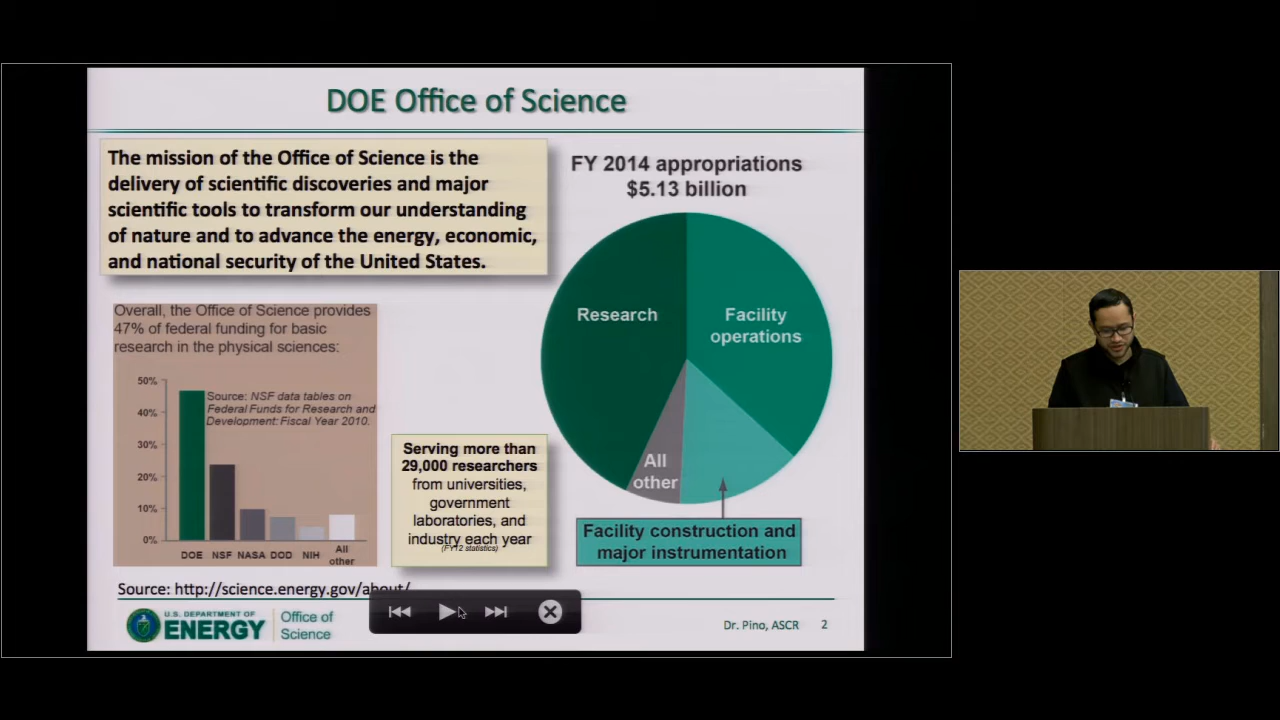 DOE Office of Science
The mission of the Office of Science is the
delivery of scientific discoveries and major
scientific tools to transform our understanding
of nature and to advance the energy, economic,
and national security of the United States.
FY 2014 appropriations
$5.13 billion
Research
Facility
operations
All
other
Facility construction and
major instrumentation
Overall, the Office of Science provides
47% of federal funding for basic
research in the physical sciences:
50%
40%
30%
20%
10%
0%
Source: NSF data tables on
Federal Funds for Research and
Development: Fiscal Year 2010.
DOE NSF NASA DOD NIH All
other
Serving more than
29,000 researchers
from universities,
government
laboratories, and
industry each year
(FY12 statistics)
Source: http://science.energy.gov/about/
U.S. DEPARTMENT OF
ENERGY
Office of
Science
Dr. Pino, ASCR 2